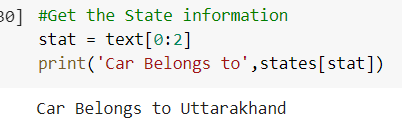 30] #Get the State information
stat = text[0:2]
print('Car Belongs to',states[stat])
Car Belongs to Uttarakhand